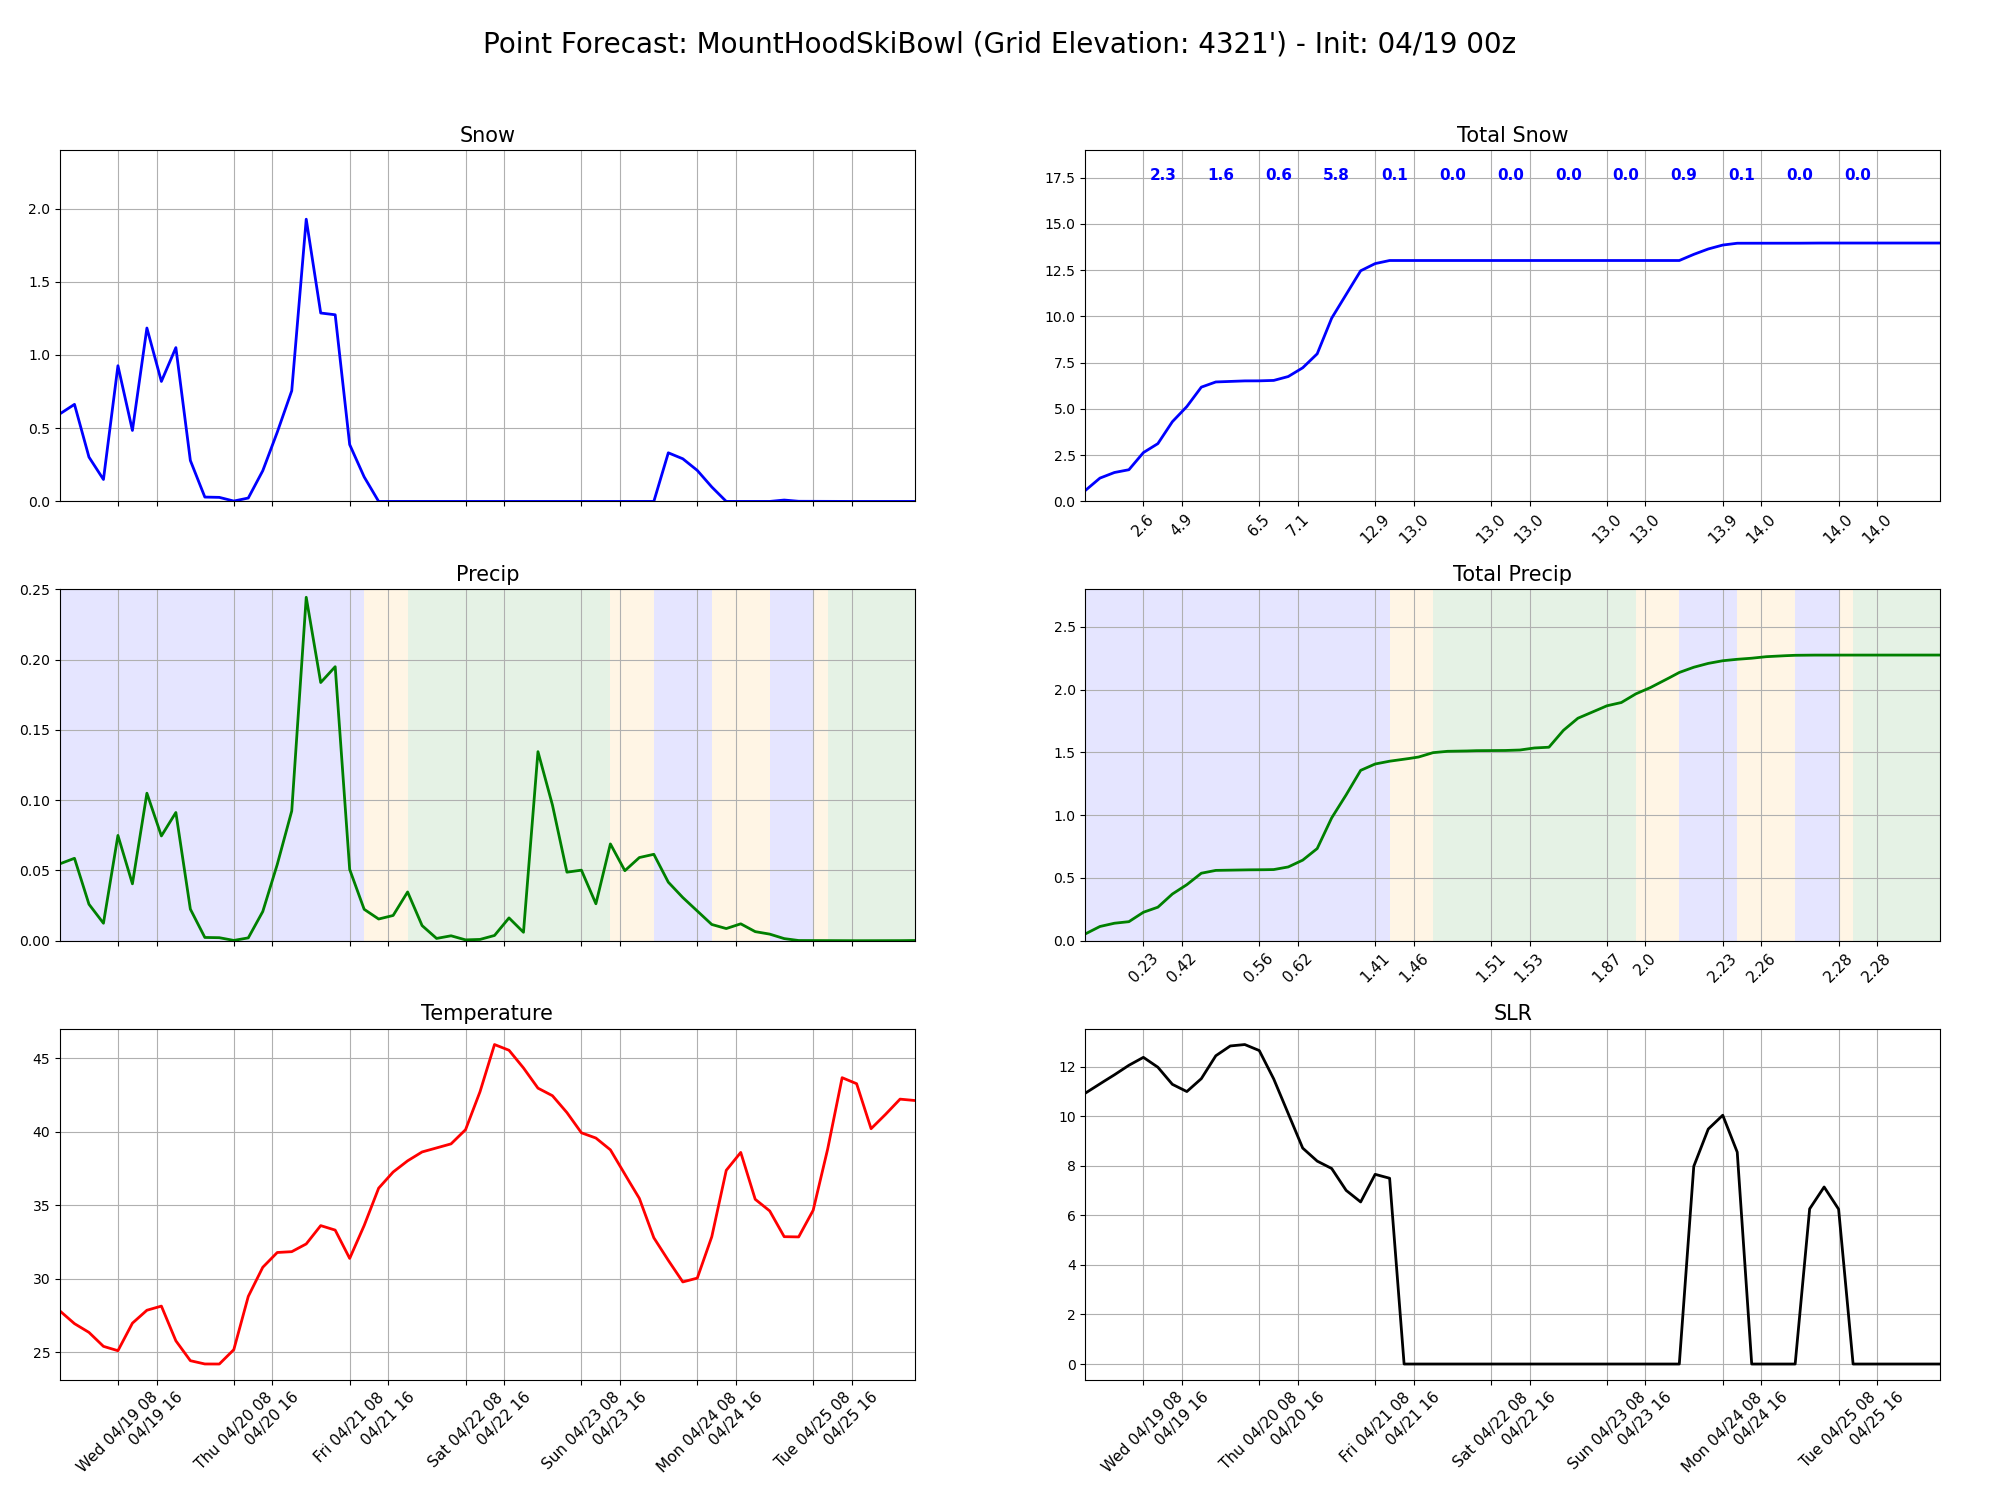 Point Forecast: MountHoodSkiBowl (Grid Elevation: 4321') - Init: 04/19 00z
Snow
2.0
1.5
1.0
0.5
0.0
Total Snow
2.3 1.6 0.6 5.8 0.1 0.0 0.0 0.0 0.0 0.9 0.1 0.0 0.0
17.5
15.0
12.5
10.0
7.5
5.0
2.5
0.0
2.6 4.9 6.5 7.1 12.9 13.0 13.0 13.0 13.0 13.0 13.9 14.0 14.0 14.0
Precip
0.25
0.20
0.15
0.10
0.05
0.00
Total Precip
2.5
2.0
1.5
1.0
0.5
0.0
0.23 0.42 0.56 0.62 1.41 1.46 1.51 1.53 1.87 2.0 2.23 2.26 2.28 2.28
Temperature
45
40
35
30
25
Wed 04/19 08
04/19 16
Thu 04/20 08
04/20 16
Fri 04/21 08
04/21 16
Sat 04/22 08
04/22 16
Sun 04/23 08
04/23 16
Mon 04/24 08
04/24 16
Tue 04/25 08
04/25 16
SLR
12
10
8
6
4
2
0
Wed 04/19 08
04/19 16
Thu 04/20 08
04/20 16
Fri 04/21 08
04/21 16
Sat 04/22 08
04/22 16
Sun 04/23 08
04/23 16
Mon 04/24 08
04/24 16
Tue 04/25 08
04/25 16